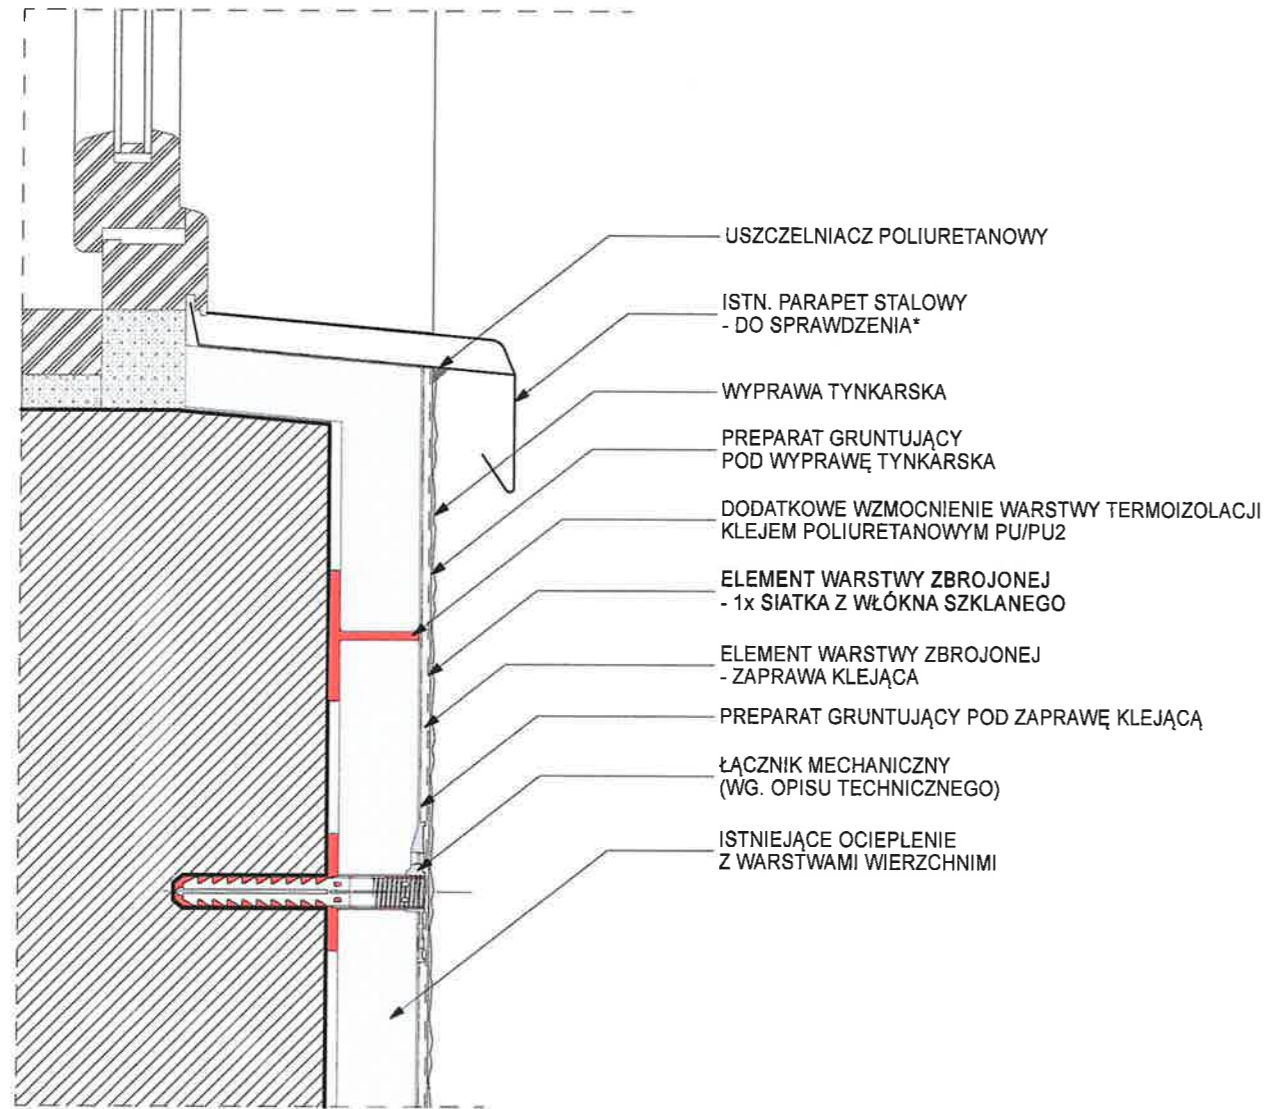 USZCZELNIACZ POLIURETANOWY
ISTN. PARAPET STALOWY
- DO SPRAWDZENIA*
WYPRAWA TYNKARSKA
PREPARAT GRUNTUJĄCY
POD WYPRAWĘ TYNKARSKA
DODATKOWE WZMOCNIENIE WARSTWY TERMOIZOLACJI
KLEJEM POLIURETANOWYM PU/PU2
ELEMENT WARSTWY ZBROJONEJ
- 1x SIATKA Z WŁÓKNA SZKLANEGO
ELEMENT WARSTWY ZBROJONEJ
- ZAPRAWA KLEJĄCA
PREPARAT GRUNTUJĄCY POD ZAPRAWĘ KLEJĄCĄ
ŁĄCZNIK MECHANICZNY
(WG. OPISU TECHNICZNEGO)
ISTNIEJĄCE OCIEPLENIE
Z WARSTWAMI WIERZCHNIMI